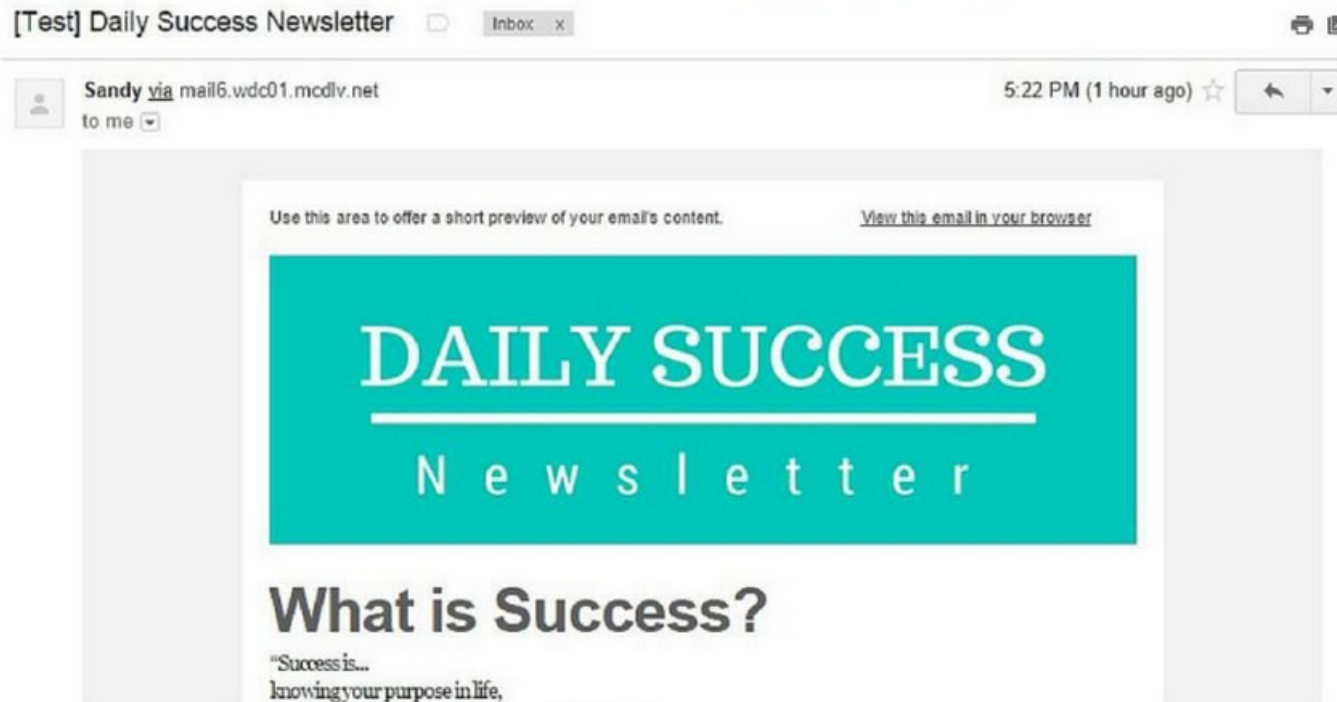 [Test] Daily Success Newsletter Inbox x
Sandy via mail6.wdc01.mcdlv.net 5:22 PM (1 hour ago)
to me
Use this area to offer a short preview of your email's content. View this email in your browser
DAILY SUCCESS
Newsletter
What is Success?
“Success is...
knowing your purpose in life,